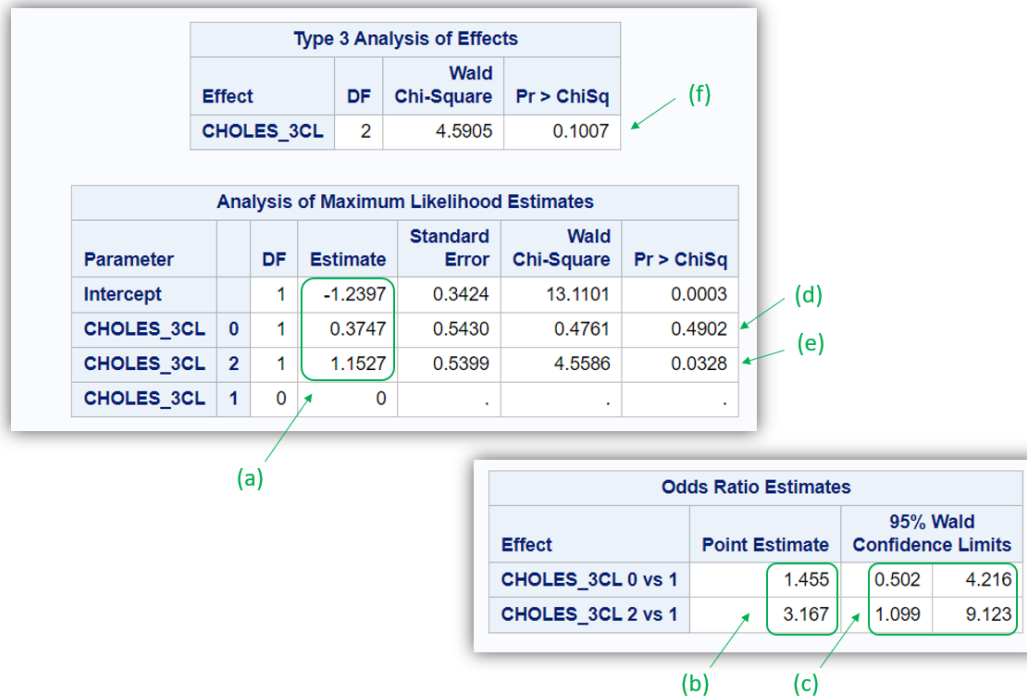 Type 3 Analysis of Effects
Effect DF Wald Chi-Square Pr > ChiSq
CHOLES_3CL 2 4.5905 0.1007
(f)
Analysis of Maximum Likelihood Estimates
Parameter DF Estimate Standard Error Wald Chi-Square Pr > ChiSq
Intercept 1 -1.2397 0.3424 13.1101 0.0003
CHOLES_3CL 0 1 0.3747 0.5430 0.4761 0.4902
(d)
CHOLES_3CL 2 1 1.1527 0.5399 4.5586 0.0328
(e)
CHOLES_3CL 1 0 0 . . .
(a)
Odds Ratio Estimates
Effect Point Estimate 95% Wald Confidence Limits
CHOLES_3CL 0 vs 1 1.455 0.502 4.216
CHOLES_3CL 2 vs 1 3.167 1.099 9.123
(b) (c)